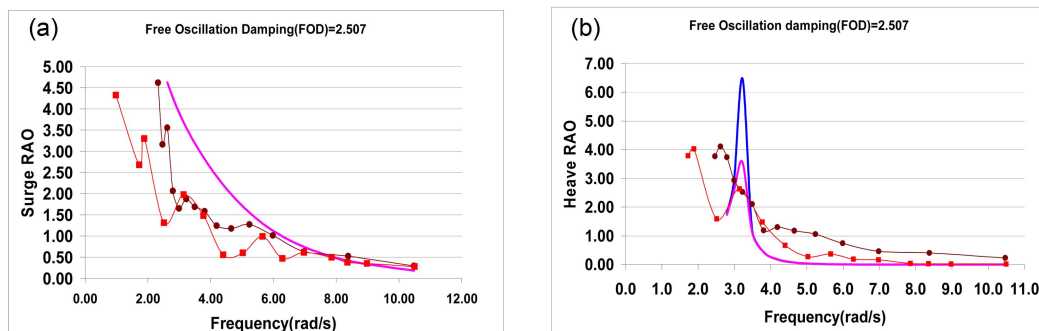 (a)
Free Oscillation Damping(FOD)=2.507
Surge RAO
5.00
4.50
4.00
3.50
3.00
2.50
2.00
1.50
1.00
0.50
0.00
0.00 2.00 4.00 6.00 8.00 10.00 12.00
Frequency(rad/s)
(b)
Free Oscillation damping(FOD)=2.507
Heave RAO
7.00
6.00
5.00
4.00
3.00
2.00
1.00
0.00
0.0 1.0 2.0 3.0 4.0 5.0 6.0 7.0 8.0 9.0 10.0 11.0
Frequency(rad/s)